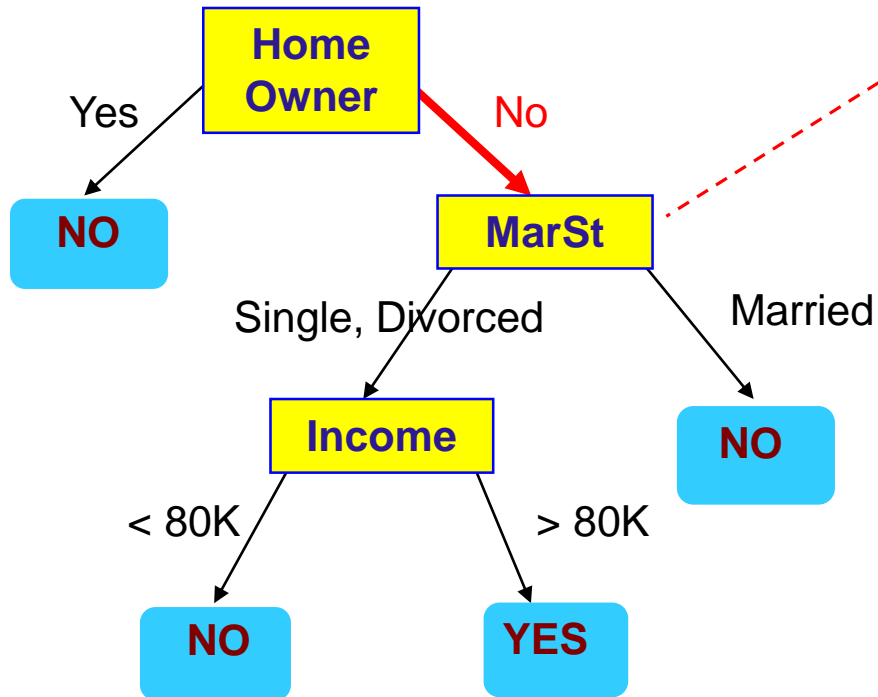 Home
Owner
Yes
No
NO
MarSt
Single, Divorced
Married
Income
NO
< 80K
> 80K
NO
YES